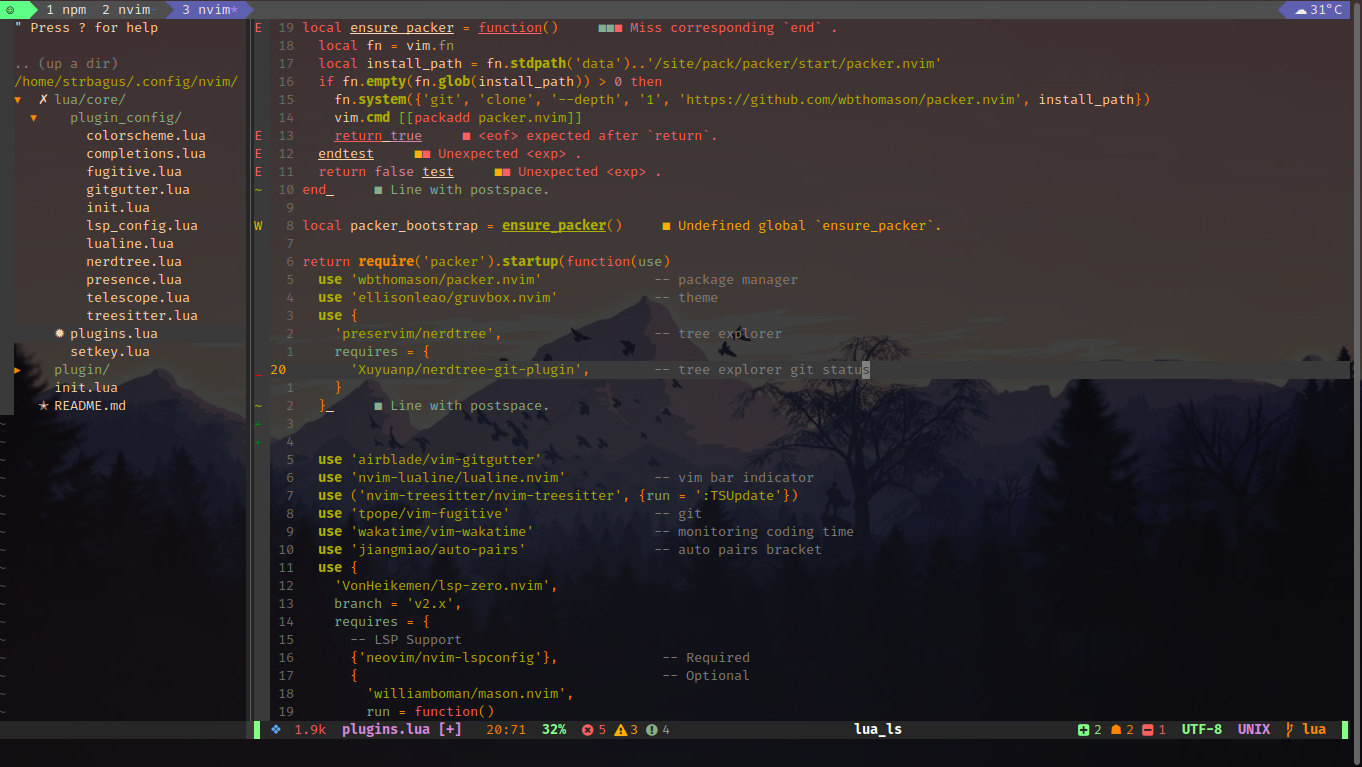 1 npm 2 nvim- 3 nvim* 31°C
" Press ? for help
.. (up a dir)
/home/strbagus/.config/nvim/
▾ ✗ lua/core/
▾ plugin_config/
colorscheme.lua
completions.lua
fugitive.lua
gitgutter.lua
init.lua
lsp_config.lua
lualine.lua
nerdtree.lua
presence.lua
telescope.lua
treesitter.lua
✹ plugins.lua
setkey.lua
▸ plugin/
init.lua
✭ README.md
E 19 local ensure_packer = function() ■■■ Miss corresponding `end` .
18 local fn = vim.fn
17 local install_path = fn.stdpath('data')..'/site/pack/packer/start/packer.nvim'
16 if fn.empty(fn.glob(install_path)) > 0 then
15 fn.system({'git', 'clone', '--depth', '1', 'https://github.com/wbthomason/packer.nvim', install_path})
14 vim.cmd [[packadd packer.nvim]]
E 13 return true ■ <eof> expected after `return`.
E 12 endtest ■■ Unexpected <exp> .
E 11 return false test ■■ Unexpected <exp> .
~ 10 end_ ■ Line with postspace.
9
W 8 local packer_bootstrap = ensure_packer() ■ Undefined global `ensure_packer`.
7
6 return require('packer').startup(function(use)
5 use 'wbthomason/packer.nvim' -- package manager
4 use 'ellisonleao/gruvbox.nvim' -- theme
3 use {
2 'preservim/nerdtree', -- tree explorer
1 requires = {
_ 20 'Xuyuanp/nerdtree-git-plugin', -- tree explorer git status
1 }
~ 2 }_ ■ Line with postspace.
+ 3
+ 4
5 use 'airblade/vim-gitgutter'
6 use 'nvim-lualine/lualine.nvim' -- vim bar indicator
7 use ('nvim-treesitter/nvim-treesitter', {run = ':TSUpdate'})
8 use 'tpope/vim-fugitive' -- git
9 use 'wakatime/vim-wakatime' -- monitoring coding time
10 use 'jiangmiao/auto-pairs' -- auto pairs bracket
11 use {
12 'VonHeikemen/lsp-zero.nvim',
13 branch = 'v2.x',
14 requires = {
15 -- LSP Support
16 {'neovim/nvim-lspconfig'}, -- Required
17 { -- Optional
18 'williamboman/mason.nvim',
19 run = function()
1.9k plugins.lua [+] 20:71 32% 5 3 4 lua_ls 2 2 1 UTF-8 UNIX lua